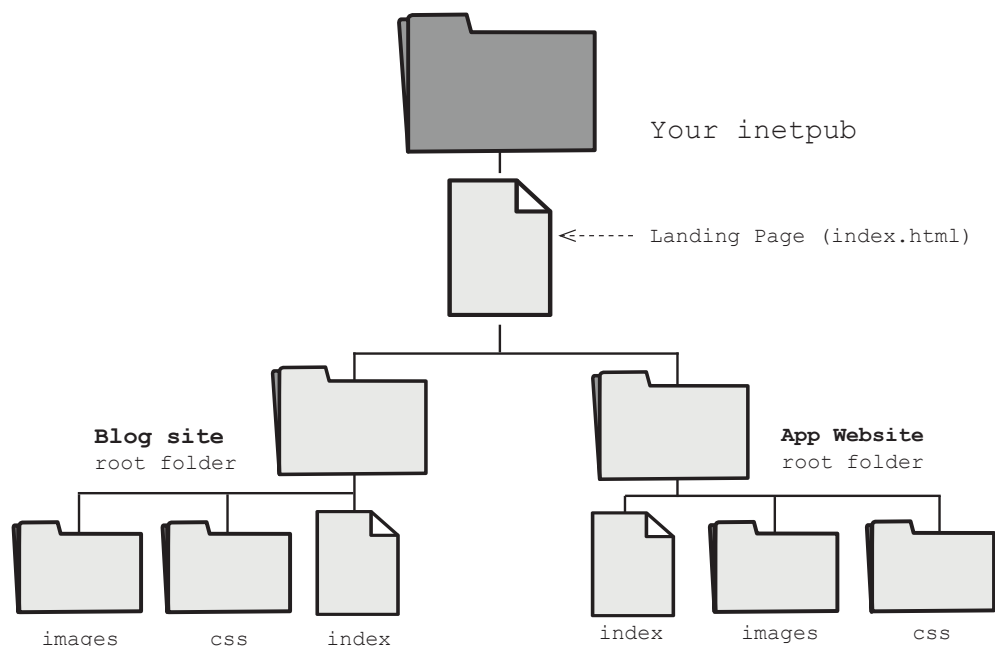 Your inetpub
Landing Page (index.html)
Blog site
root folder
App Website
root folder
images
css
index
index
images
css